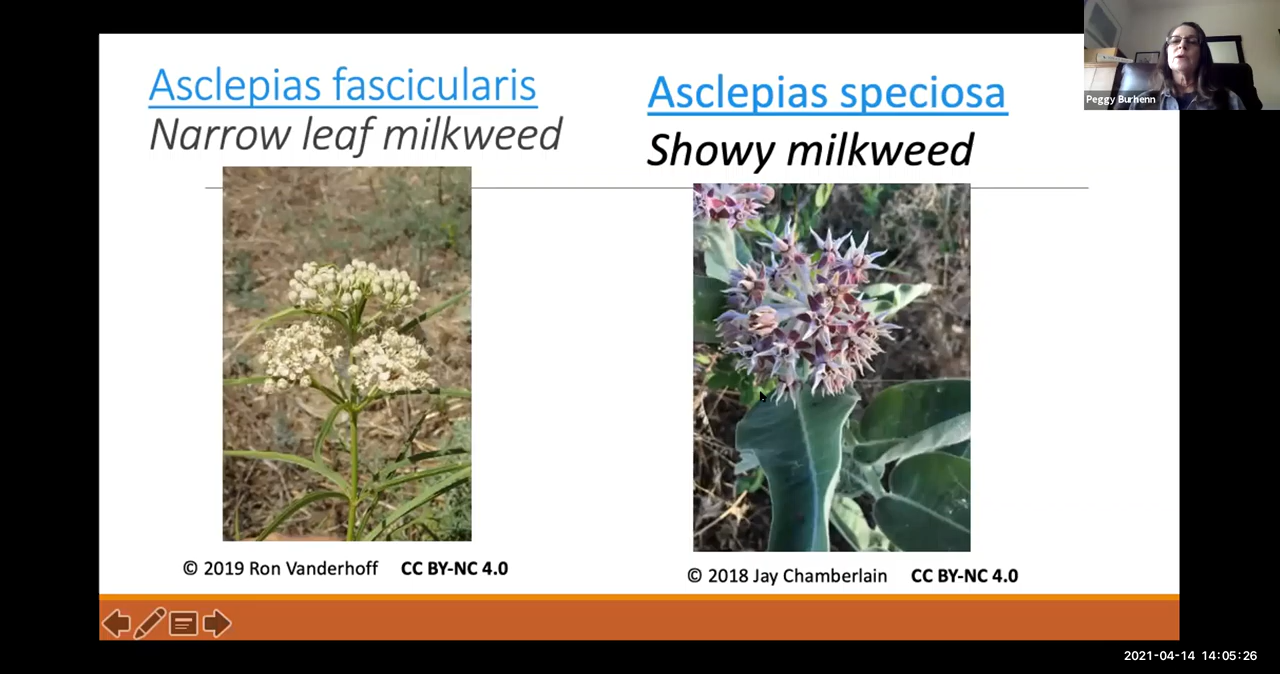 Asclepias fascicularis
Narrow leaf milkweed
Asclepias speciosa
Showy milkweed
Peggy Burhenn
© 2019 Ron Vanderhoff CC BY-NC 4.0
© 2018 Jay Chamberlain CC BY-NC 4.0
2021-04-14 14:05:26